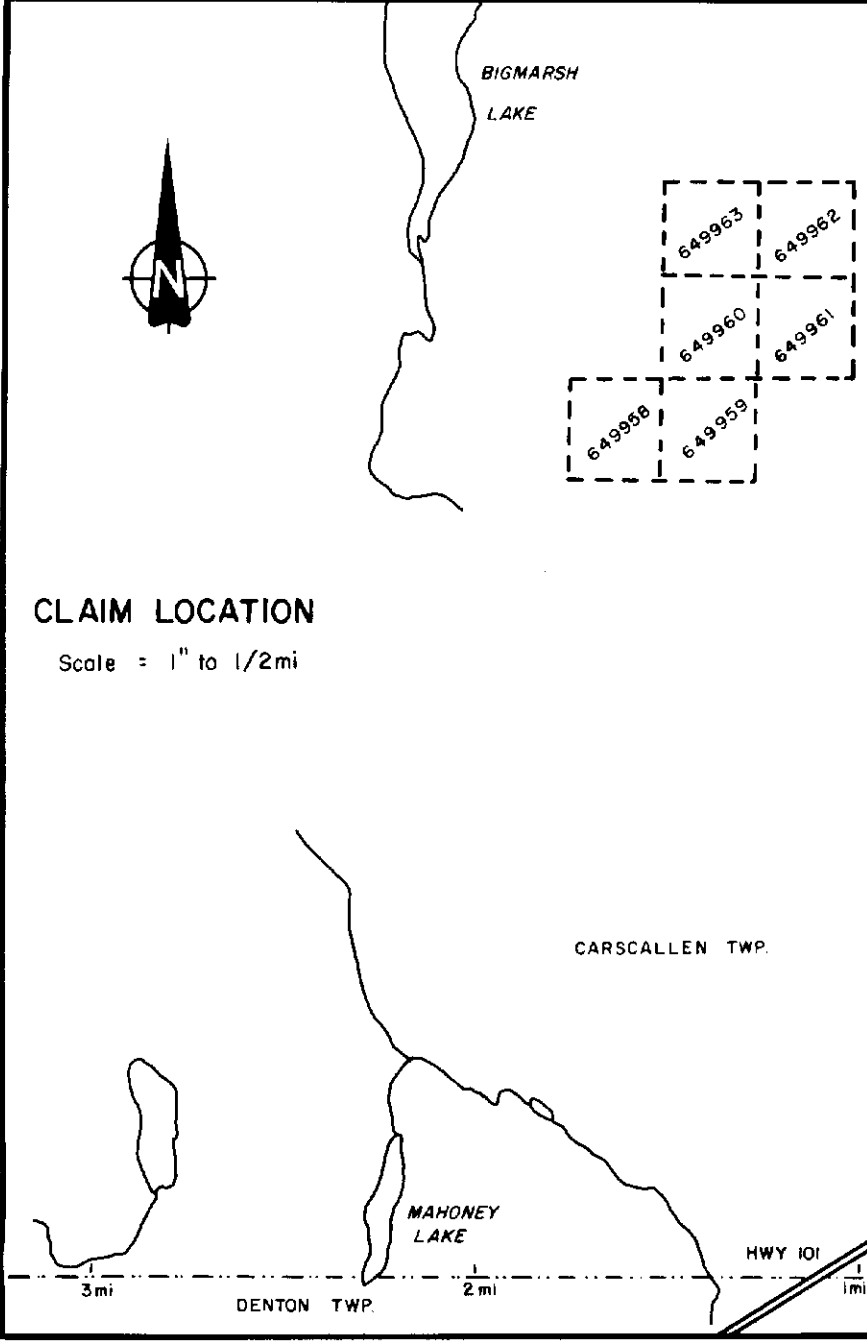 BIGMARSH
LAKE
N
649963
649962
649960
649961
649958
649959
CLAIM LOCATION
Scale = 1" to 1/2mi
CARSCALLEN TWP.
MAHONEY
LAKE
HWY 101
3mi
2mi
1mi
DENTON TWP.